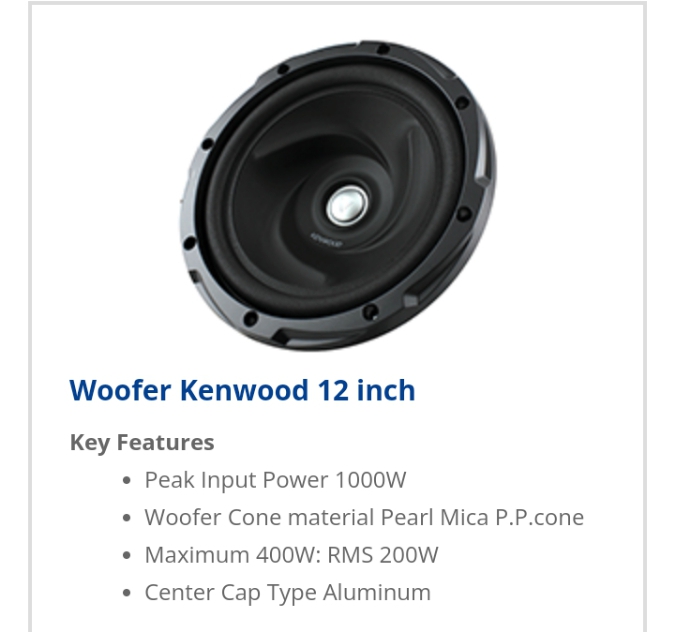 KENWOOD
Woofer Kenwood 12 inch
Key Features
Peak Input Power 1000W
Woofer Cone material Pearl Mica P.P.cone
Maximum 400W: RMS 200W
Center Cap Type Aluminum